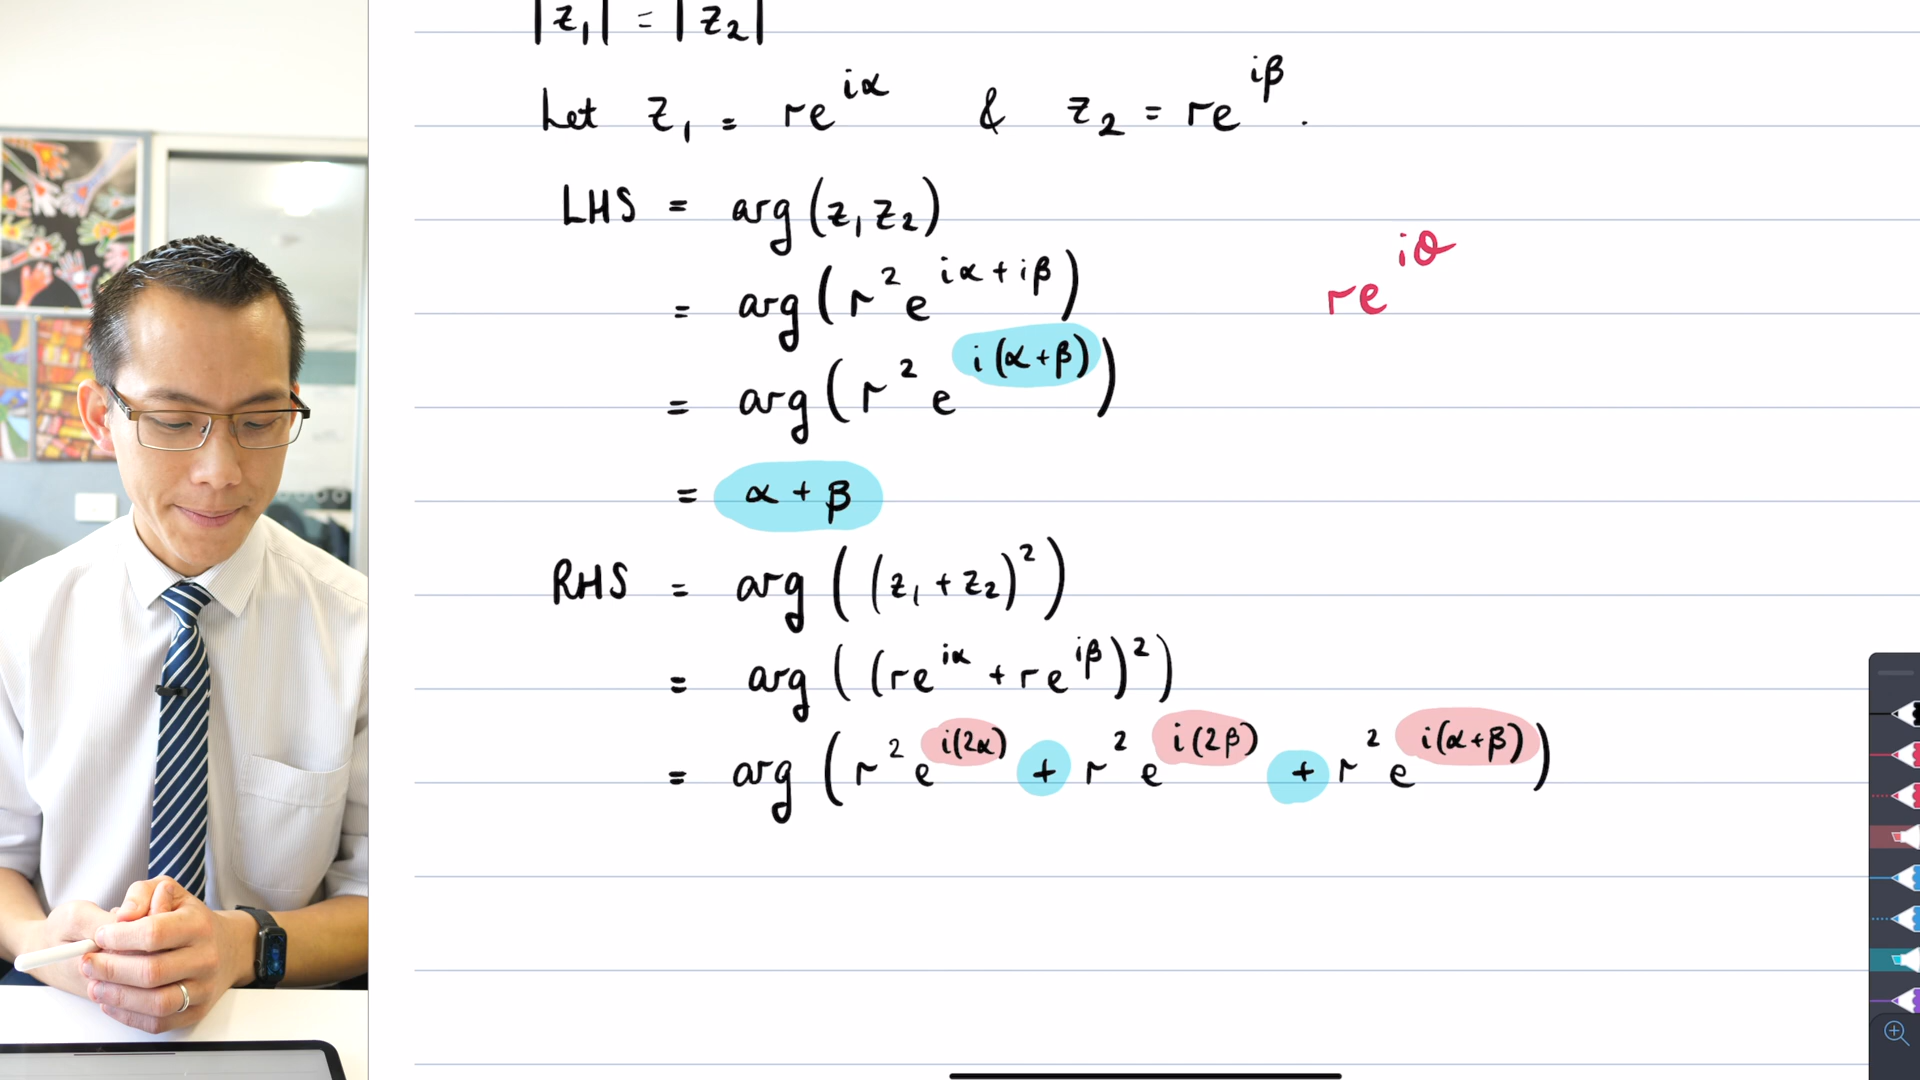 |z₁| = |z₂|
Let z₁ = re^{iα} & z₂ = re^{iβ}.
LHS = arg(z₁z₂)
= arg(r²e^{iα+iβ})
re^{iθ}
= arg(r²e^{i(α+β)})
= α + β
RHS = arg((z₁ + z₂)²)
= arg((re^{iα} + re^{iβ})²)
= arg(r²e^{i(2α)} + r²e^{i(2β)} + r²e^{i(α+β)})